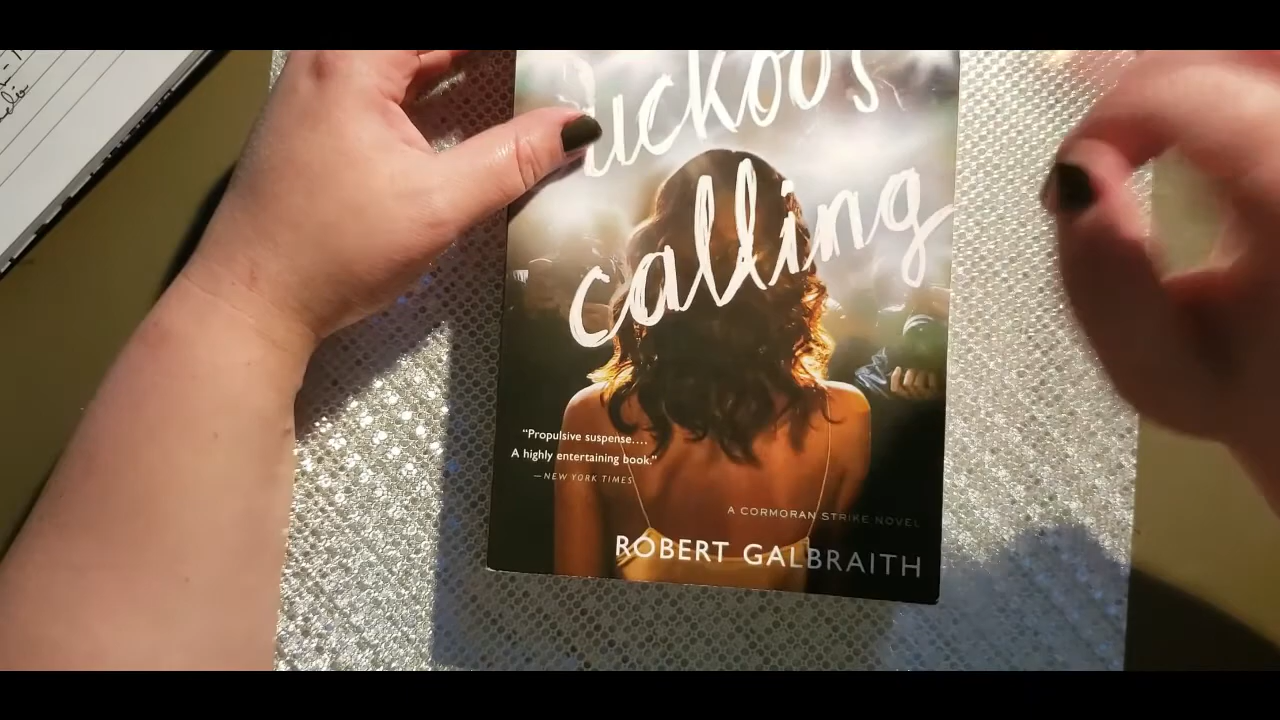 uckoo's
calling
"Propulsive suspense....
A highly entertaining book."
—NEW YORK TIMES
A CORMORAN STRIKE NOVEL
ROBERT GALBRAITH